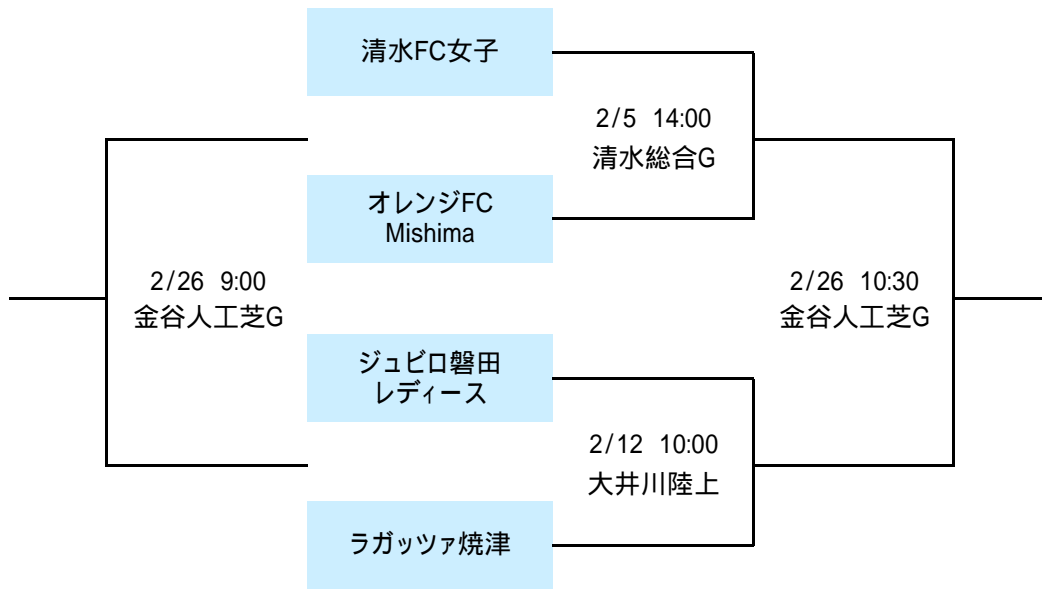 清水FC女子
2/5 14:00
清水総合G
オレンジFC
Mishima
2/26 9:00
金谷人工芝G
2/26 10:30
金谷人工芝G
ジュビロ磐田
レディース
2/12 10:00
大井川陸上
ラガッツァ焼津